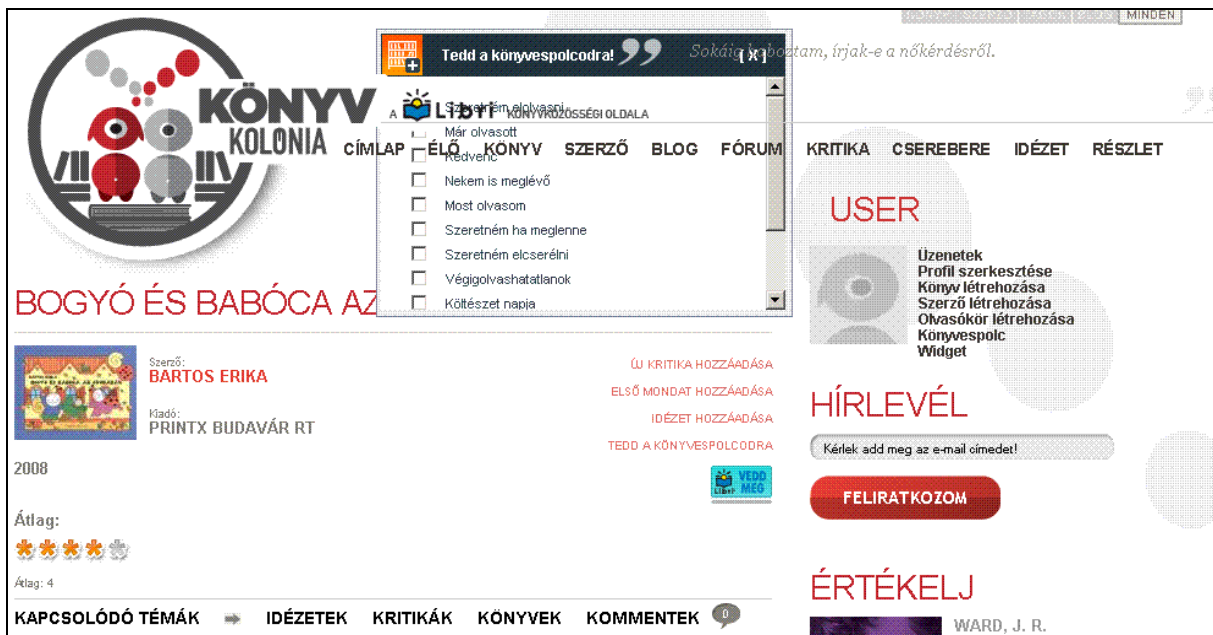 MINDEN
Tedd a könyvespolcodra!
[ X ]
Sokáig haboztam, írjak-e a nőkérdésről.
KÖNYV
KOLONIA
A Libri KÖNYVKÖZÖSSÉGI OLDALA
Szeretném elolvasni
Már olvasott
CÍMLAP ÉLŐ KÖNYV SZERZŐ BLOG FÓRUM KRITIKA CSEREBERE IDÉZET RÉSZLET
Kedvenc
Nekem is meglévő
Most olvasom
Szeretném ha meglenne
Szeretném elcserélni
Végigolvashatatlanok
Költészet napja
USER
Üzenetek
Profil szerkesztése
Könyv létrehozása
Szerző létrehozása
Olvasókör létrehozása
Könyvespolc
Widget
BOGYÓ ÉS BABÓCA AZ
Szerző:
BARTOS ERIKA
Kiadó:
PRINTX BUDAVÁR RT
ÚJ KRITIKA HOZZÁADÁSA
ELSŐ MONDAT HOZZÁADÁSA
IDÉZET HOZZÁADÁSA
TEDD A KÖNYVESPOLCODRA
2008
Libri VEDD
MEG
Átlag:
Átlag: 4
HÍRLEVÉL
Kérlek add meg az e-mail címedet!
FELIRATKOZOM
ÉRTÉKELJ
WARD, J. R.
KAPCSOLÓDÓ TÉMÁK IDÉZETEK KRITIKÁK KÖNYVEK KOMMENTEK 0